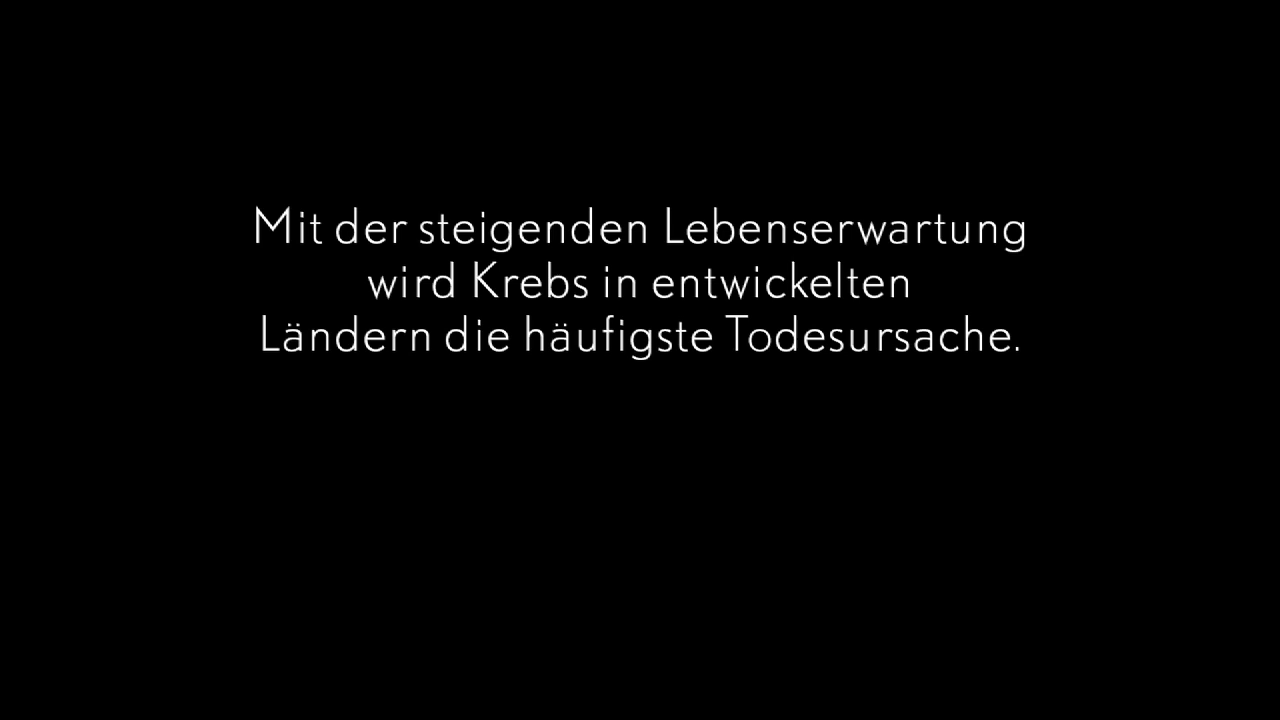 Mit der steigenden Lebenserwartung
wird Krebs in entwickelten
Ländern die häufigste Todesursache.